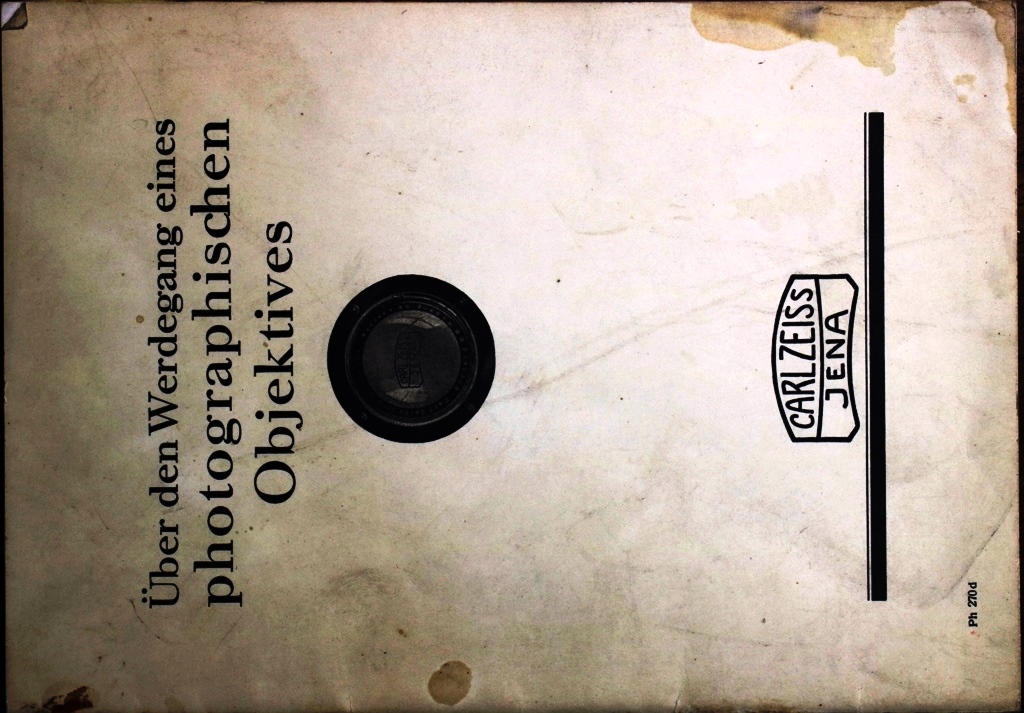 Über den Werdegang eines
photographischen
Objektives
CARL ZEISS
JENA
Ph 270d